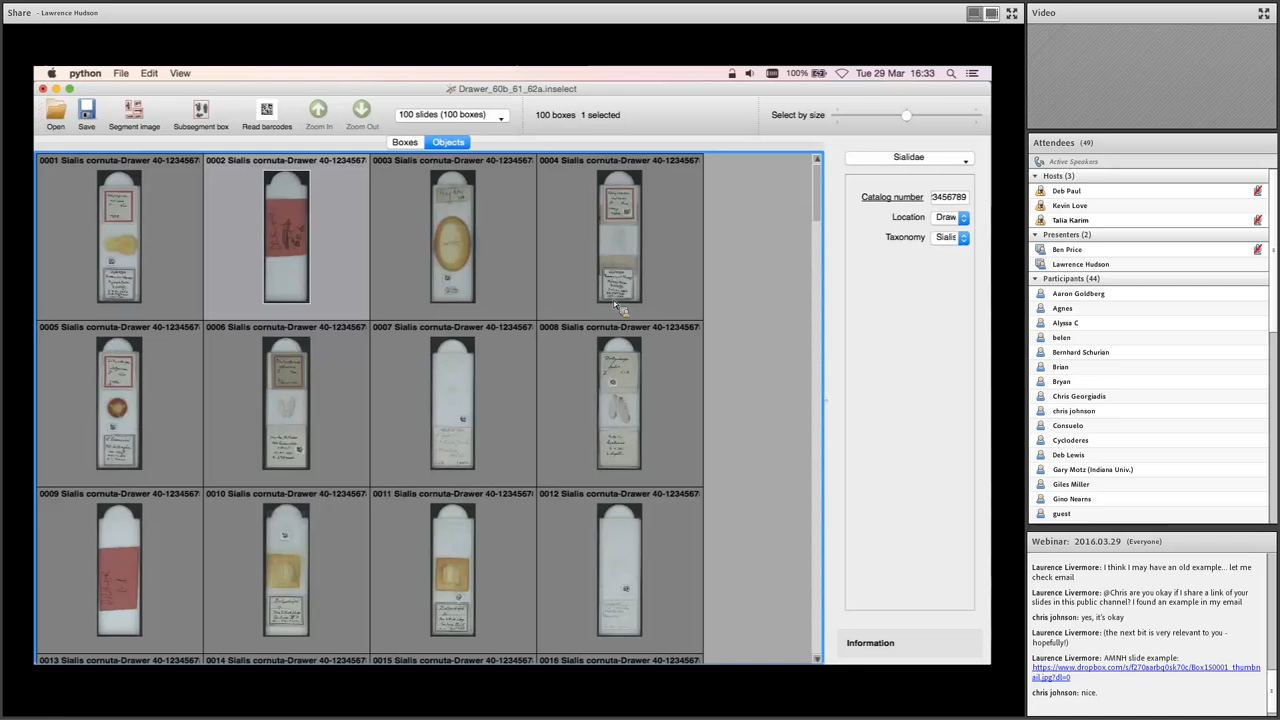 Share - Lawrence Hudson
python File Edit View
100% Tue 29 Mar 16:33
Drawer_60b_61_62a.inselect
Open Save Segment image Subsegment box Read barcodes Zoom In Zoom Out
100 slides (100 boxes)
100 boxes 1 selected
Select by size
Boxes Objects
0001 Sialis cornuta-Drawer 40-1234567
0002 Sialis cornuta-Drawer 40-1234567
0003 Sialis cornuta-Drawer 40-1234567
0004 Sialis cornuta-Drawer 40-1234567
0005 Sialis cornuta-Drawer 40-1234567
0006 Sialis cornuta-Drawer 40-1234567
0007 Sialis cornuta-Drawer 40-1234567
0008 Sialis cornuta-Drawer 40-1234567
0009 Sialis cornuta-Drawer 40-1234567
0010 Sialis cornuta-Drawer 40-1234567
0011 Sialis cornuta-Drawer 40-1234567
0012 Sialis cornuta-Drawer 40-1234567
0013 Sialis cornuta-Drawer 40-1234567
0014 Sialis cornuta-Drawer 40-1234567
0015 Sialis cornuta-Drawer 40-1234567
0016 Sialis cornuta-Drawer 40-1234567
Sialidae
Catalog number 3456789
Location Draw
Taxonomy Sialis
Information
Video
Attendees (49)
Active Speakers
Hosts (3)
Deb Paul
Kevin Love
Talia Karim
Presenters (2)
Ben Price
Lawrence Hudson
Participants (44)
Aaron Goldberg
Agnes
Alyssa C
belen
Bernhard Schurian
Brian
Bryan
Chris Georgiadis
chris johnson
Consuelo
Cycloderes
Deb Lewis
Gary Motz (Indiana Univ.)
Giles Miller
Gino Nearns
guest
Webinar: 2016.03.29 (Everyone)
Laurence Livermore: I think I may have an old example... let me
check email
Laurence Livermore: @Chris are you okay if I share a link of your
slides in this public channel? I found an example in my email
chris johnson: yes, it's okay
Laurence Livermore: (the next bit is very relevant to you -
hopefully!)
Laurence Livermore: AMNH slide example:
https://www.dropbox.com/s/f270aarbq0sk70c/Box150001_thumbn
ail.jpg?dl=0
chris johnson: nice.